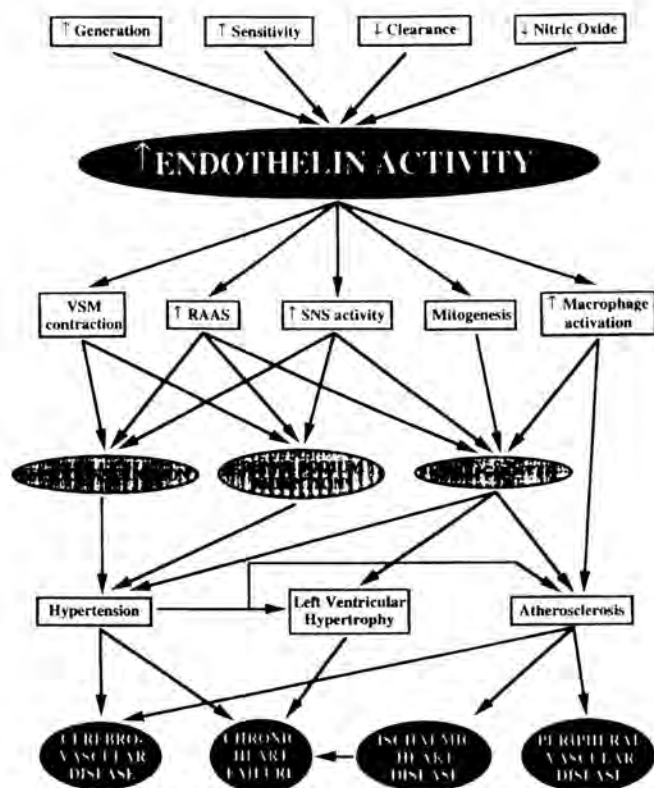 ↑ Generation
↑ Sensitivity
↓ Clearance
↓ Nitric Oxide
↑ENDOTHELIN ACTIVITY
VSM
contraction
↑ RAAS
↑ SNS activity
Mitogenesis
↑ Macrophage
activation
Hypertension
Left Ventricular
Hypertrophy
Atherosclerosis
CEREBRO-
VASCULAR
DISEASE
CHRONIC
HEART
FAILURE
ISCHAEMIC
HEART
DISEASE
PERIPHERAL
VASCULAR
DISEASE